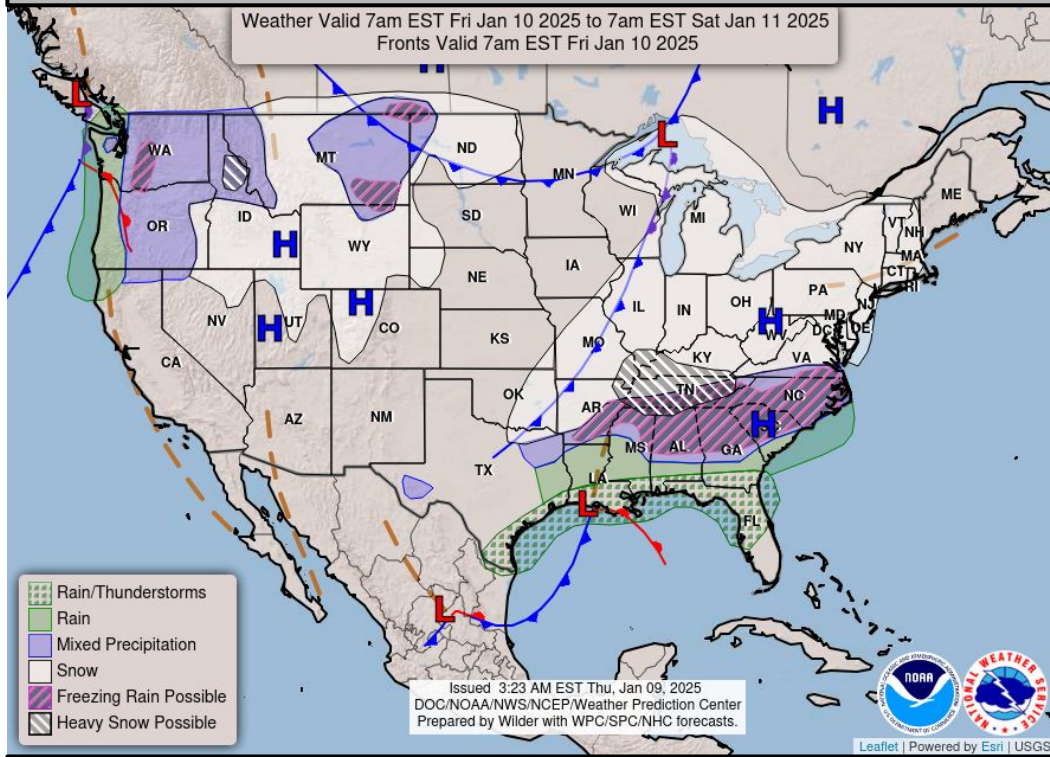 Weather Valid 7am EST Fri Jan 10 2025 to 7am EST Sat Jan 11 2025
Fronts Valid 7am EST Fri Jan 10 2025
H
L
H
L
WA
MT
ND
MN
ME
OR
ID
SD
WI
MI
VT
NH
NY
MA
H
WY
CT
RI
NE
IA
PA
NJ
H
H
NV
UT
CO
IL
IN
OH
H
MD
DE
DC
WV
CA
KS
MO
KY
VA
AZ
NM
OK
AR
TN
NC
H
TX
MS
AL
GA
LA
L
FL
L
Rain/Thunderstorms
Rain
Mixed Precipitation
Snow
Freezing Rain Possible
Heavy Snow Possible
Issued 3:23 AM EST Thu, Jan 09, 2025
DOC/NOAA/NWS/NCEP/Weather Prediction Center
Prepared by Wilder with WPC/SPC/NHC forecasts.
NOAA
NATIONAL WEATHER SERVICE
Leaflet | Powered by Esri | USGS